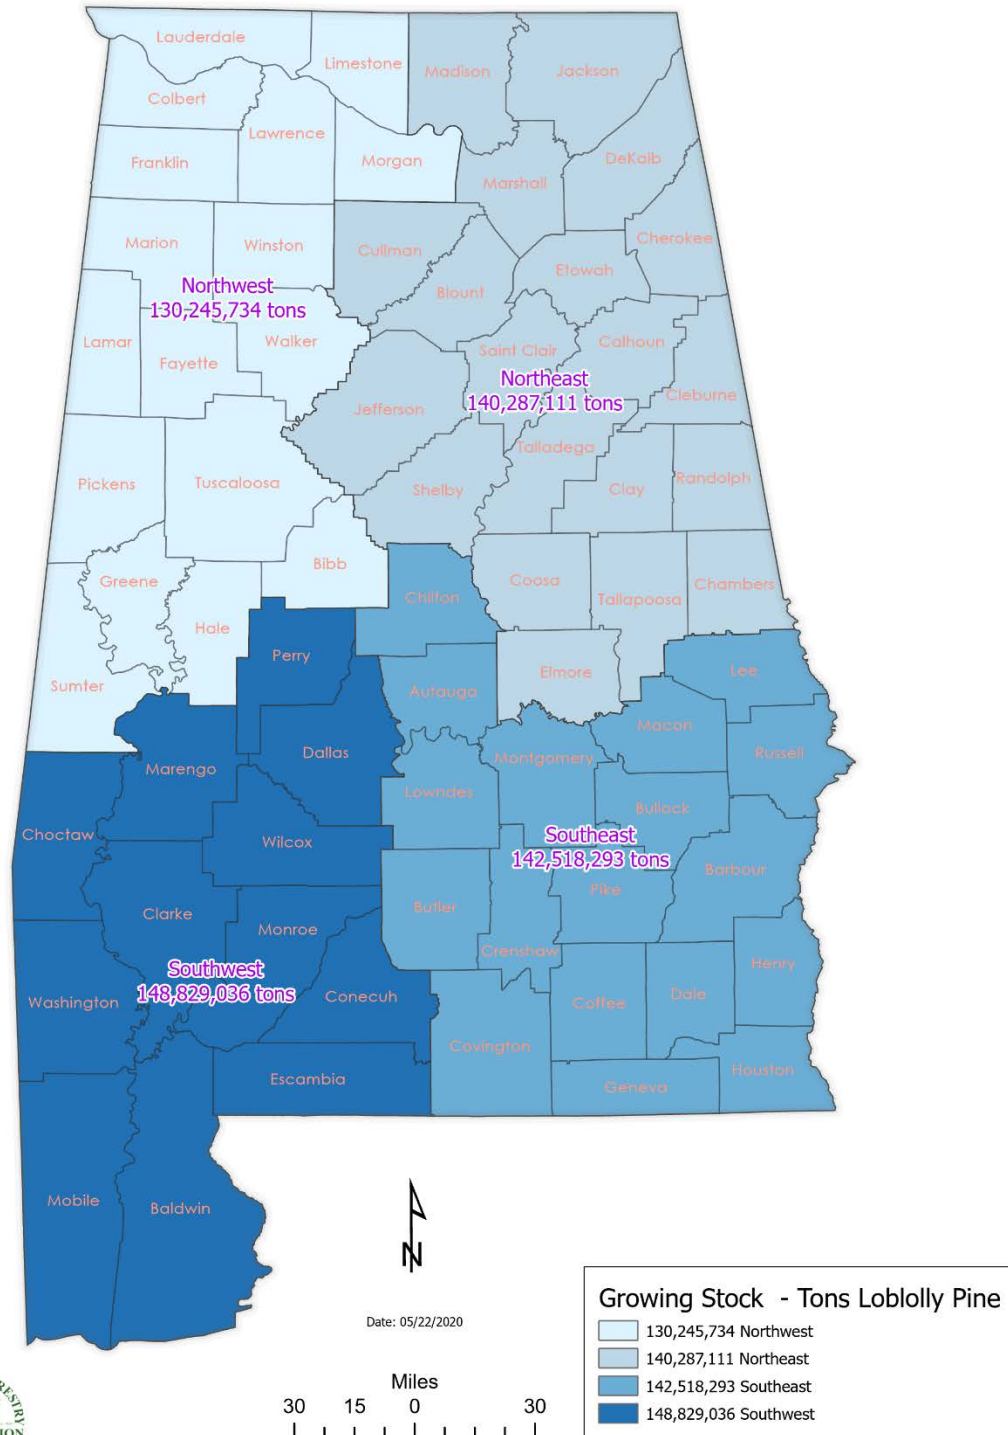 Lauderdale
Limestone
Madison
Jackson
Colbert
Lawrence
Franklin
Morgan
DeKalb
Marshall
Marion
Winston
Cullman
Cherokee
Etowah
Blount
Northwest
130,245,734 tons
Lamar
Fayette
Walker
Saint Clair
Calhoun
Northeast
140,287,111 tons
Cleburne
Jefferson
Talladega
Pickens
Tuscaloosa
Shelby
Clay
Randolph
Greene
Bibb
Coosa
Tallapoosa
Chambers
Chilton
Hale
Perry
Elmore
Lee
Sumter
Autauga
Macon
Dallas
Marengo
Montgomery
Russell
Lowndes
Bullock
Choctaw
Wilcox
Southeast
142,518,293 tons
Barbour
Pike
Butler
Clarke
Monroe
Crenshaw
Henry
Southwest
148,829,036 tons
Washington
Conecuh
Coffee
Dale
Covington
Escambia
Geneva
Houston
Mobile
Baldwin
N
Date: 05/22/2020
Miles
30 15 0 30
Growing Stock - Tons Loblolly Pine
130,245,734 Northwest
140,287,111 Northeast
142,518,293 Southeast
148,829,036 Southwest